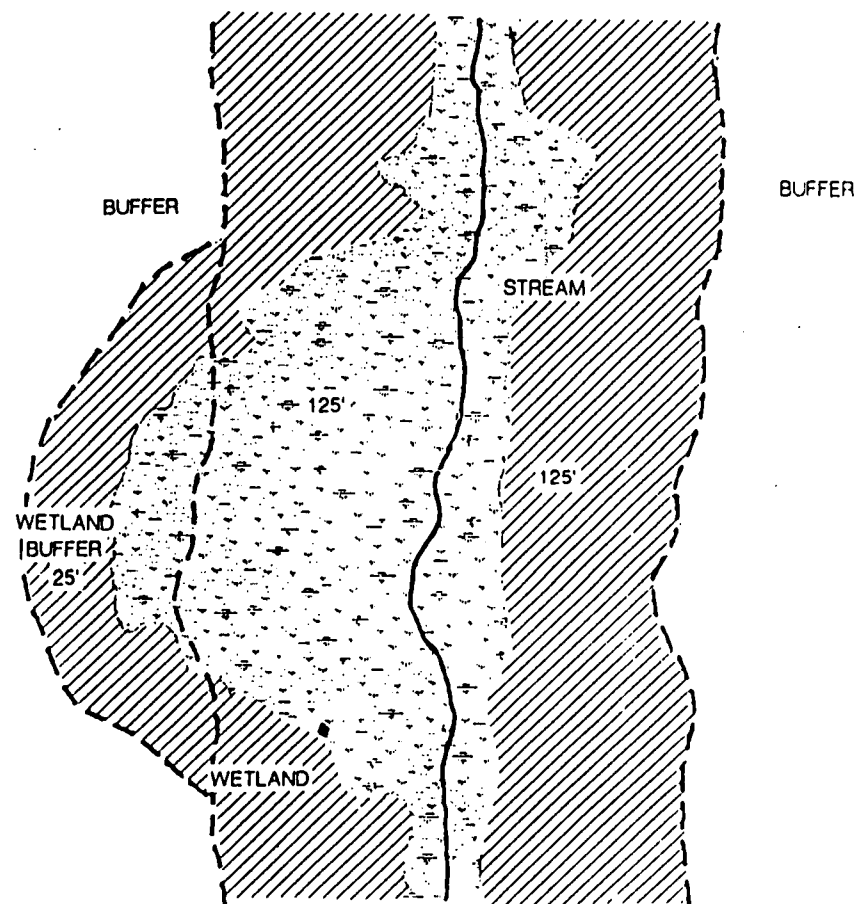 BUFFER
BUFFER
STREAM
125'
125'
WETLAND
BUFFER
25'
WETLAND